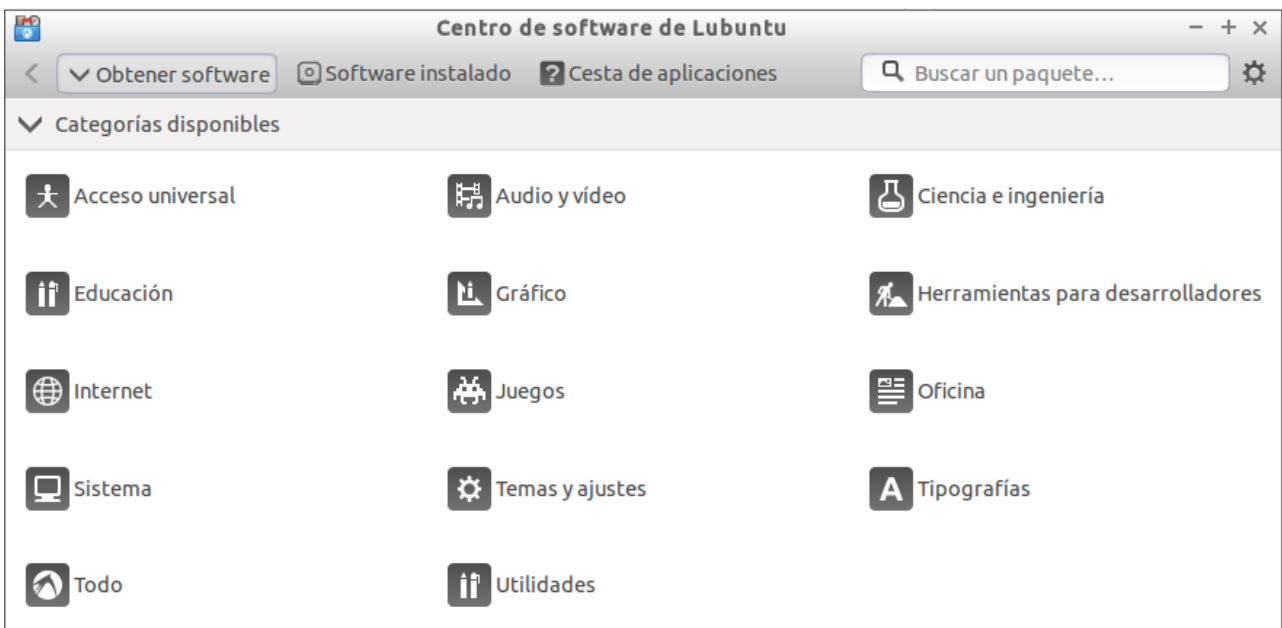 Centro de software de Lubuntu
Obtener software Software instalado Cesta de aplicaciones Buscar un paquete...
Categorías disponibles
Acceso universal Audio y vídeo Ciencia e ingeniería
Educación Gráfico Herramientas para desarrolladores
Internet Juegos Oficina
Sistema Temas y ajustes Tipografías
Todo Utilidades